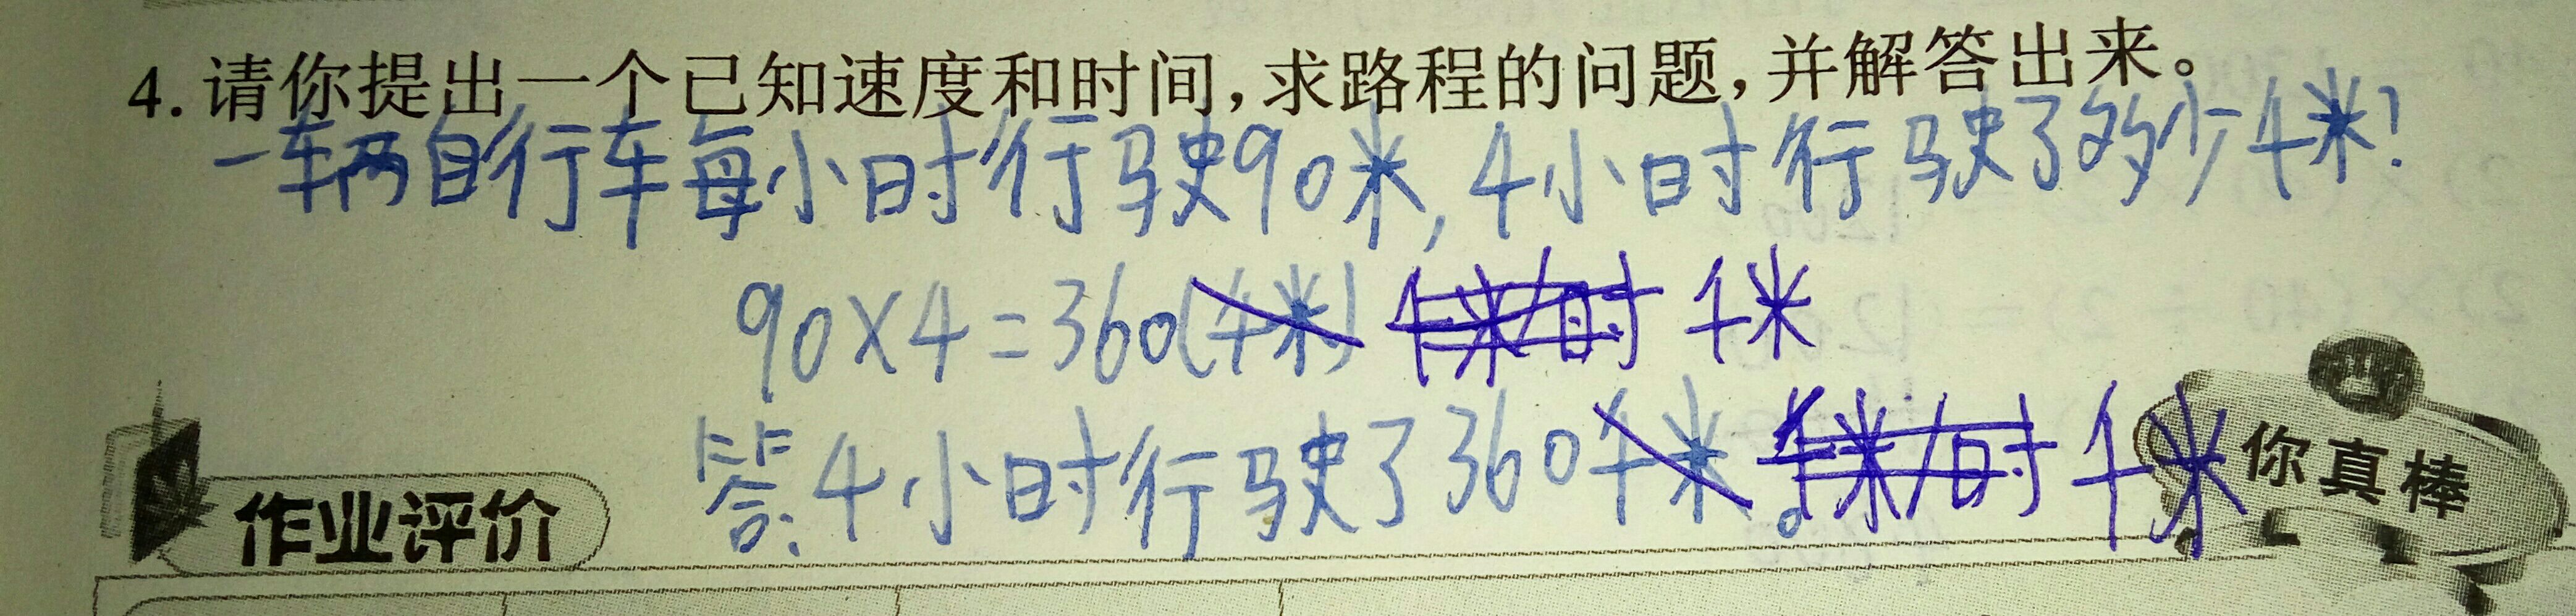 4.请你提出一个已知速度和时间,求路程的问题,并解答出来。
一车两自行车每小时行驶90米,4小时行驶了多少千米?
90×4=360(千米) 千米/时 千米
答:4小时行驶了360千米。千米/时 千米
作业评价
你真棒